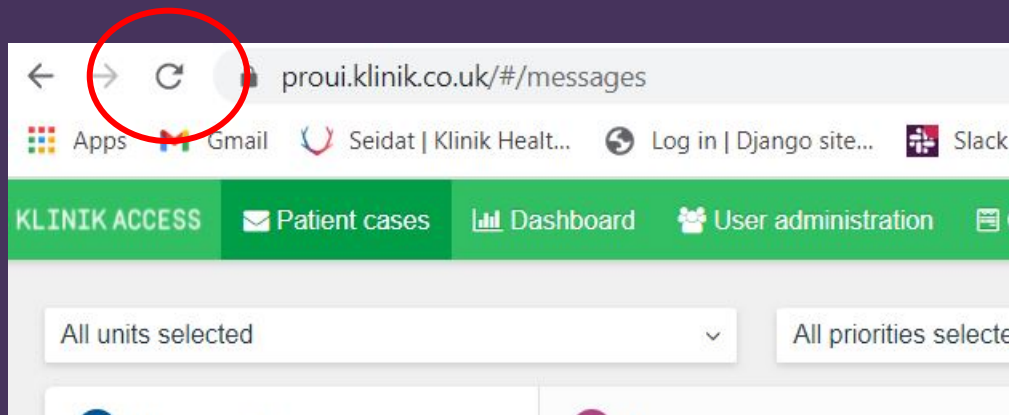 proui.klinik.co.uk/#/messages
Apps Gmail Seidat | Klinik Healt... Log in | Django site... Slack
KLINIK ACCESS Patient cases Dashboard User administration
All units selected All priorities selecte